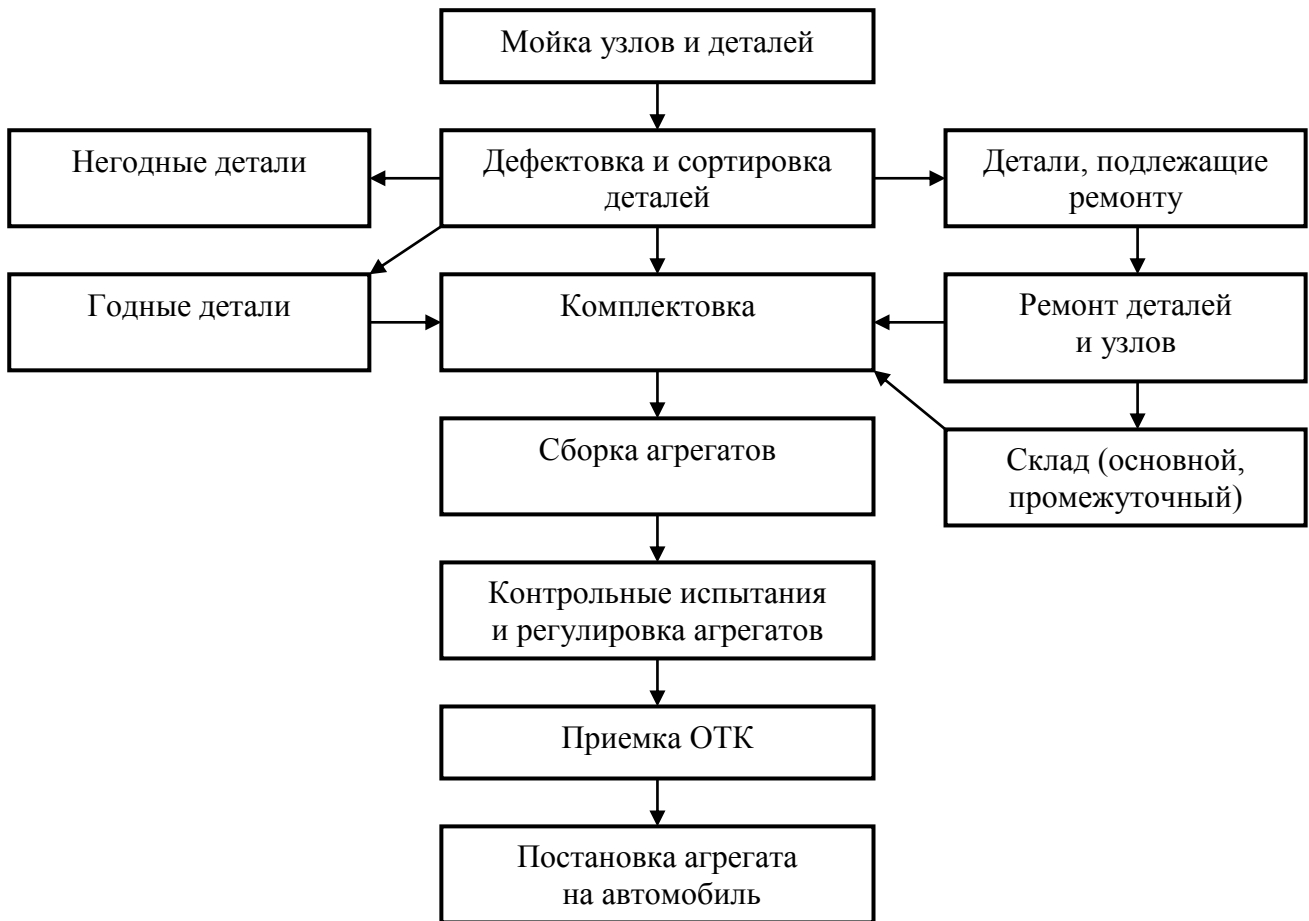 Мойка узлов и деталей
Негодные детали
Дефектовка и сортировка
деталей
Детали, подлежащие
ремонту
Годные детали
Комплектовка
Ремонт деталей
и узлов
Сборка агрегатов
Склад (основной,
промежуточный)
Контрольные испытания
и регулировка агрегатов
Приемка ОТК
Постановка агрегата
на автомобиль